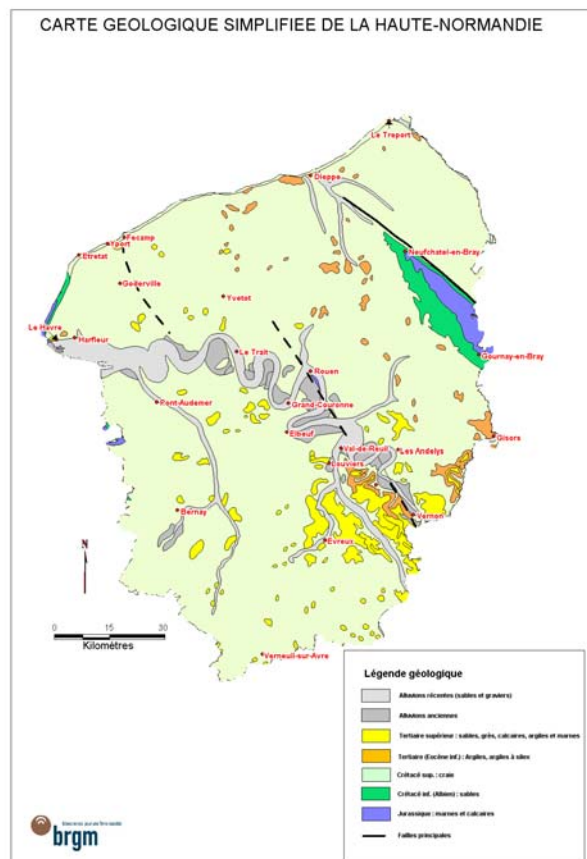 CARTE GEOLOGIQUE SIMPLIFIEE DE LA HAUTE-NORMANDIE
Le Treport
Dieppe
Neufchatel-en-Bray
Fecamp
Yport
Etretat
Goderville
Yvetot
Le Havre
Harfleur
Le Trait
Gournay-en-Bray
Rouen
Pont-Audemer
Grand-Couronne
Elbeuf
Gisors
Val-de-Reuil
Les Andelys
Louviers
Bernay
Vernon
Evreux
N
0 15 30
Kilomètres
Verneuil-sur-Avre
Légende géologique
Alluvions récentes (sables et graviers)
Alluvions anciennes
Tertiaire supérieur : sables, grès, calcaires, argiles et marnes
Tertiaire (Eocène inf.) : Argiles, argiles à silex
Crétacé sup. : craie
Crétacé inf. (Albien) : sables
Jurassique : marnes et calcaires
Failles principales
brgm